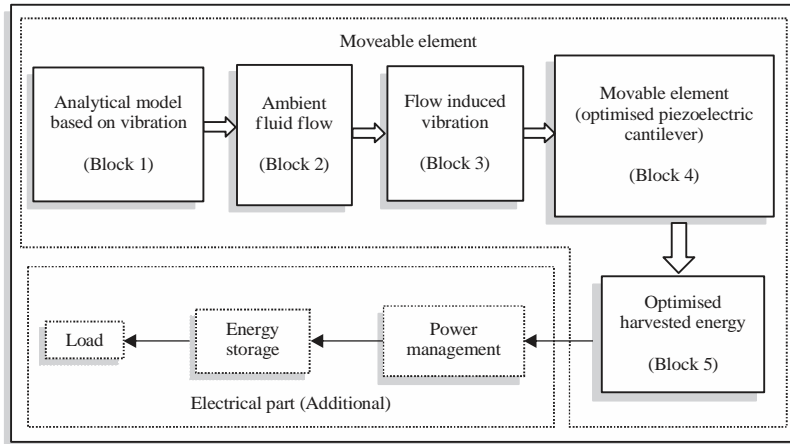 Moveable element
Analytical model
based on vibration
(Block 1)
Ambient
fluid flow
(Block 2)
Flow induced
vibration
(Block 3)
Movable element
(optimised piezoelectric
cantilever)
(Block 4)
Optimised
harvested energy
(Block 5)
Power
management
Energy
storage
Load
Electrical part (Additional)